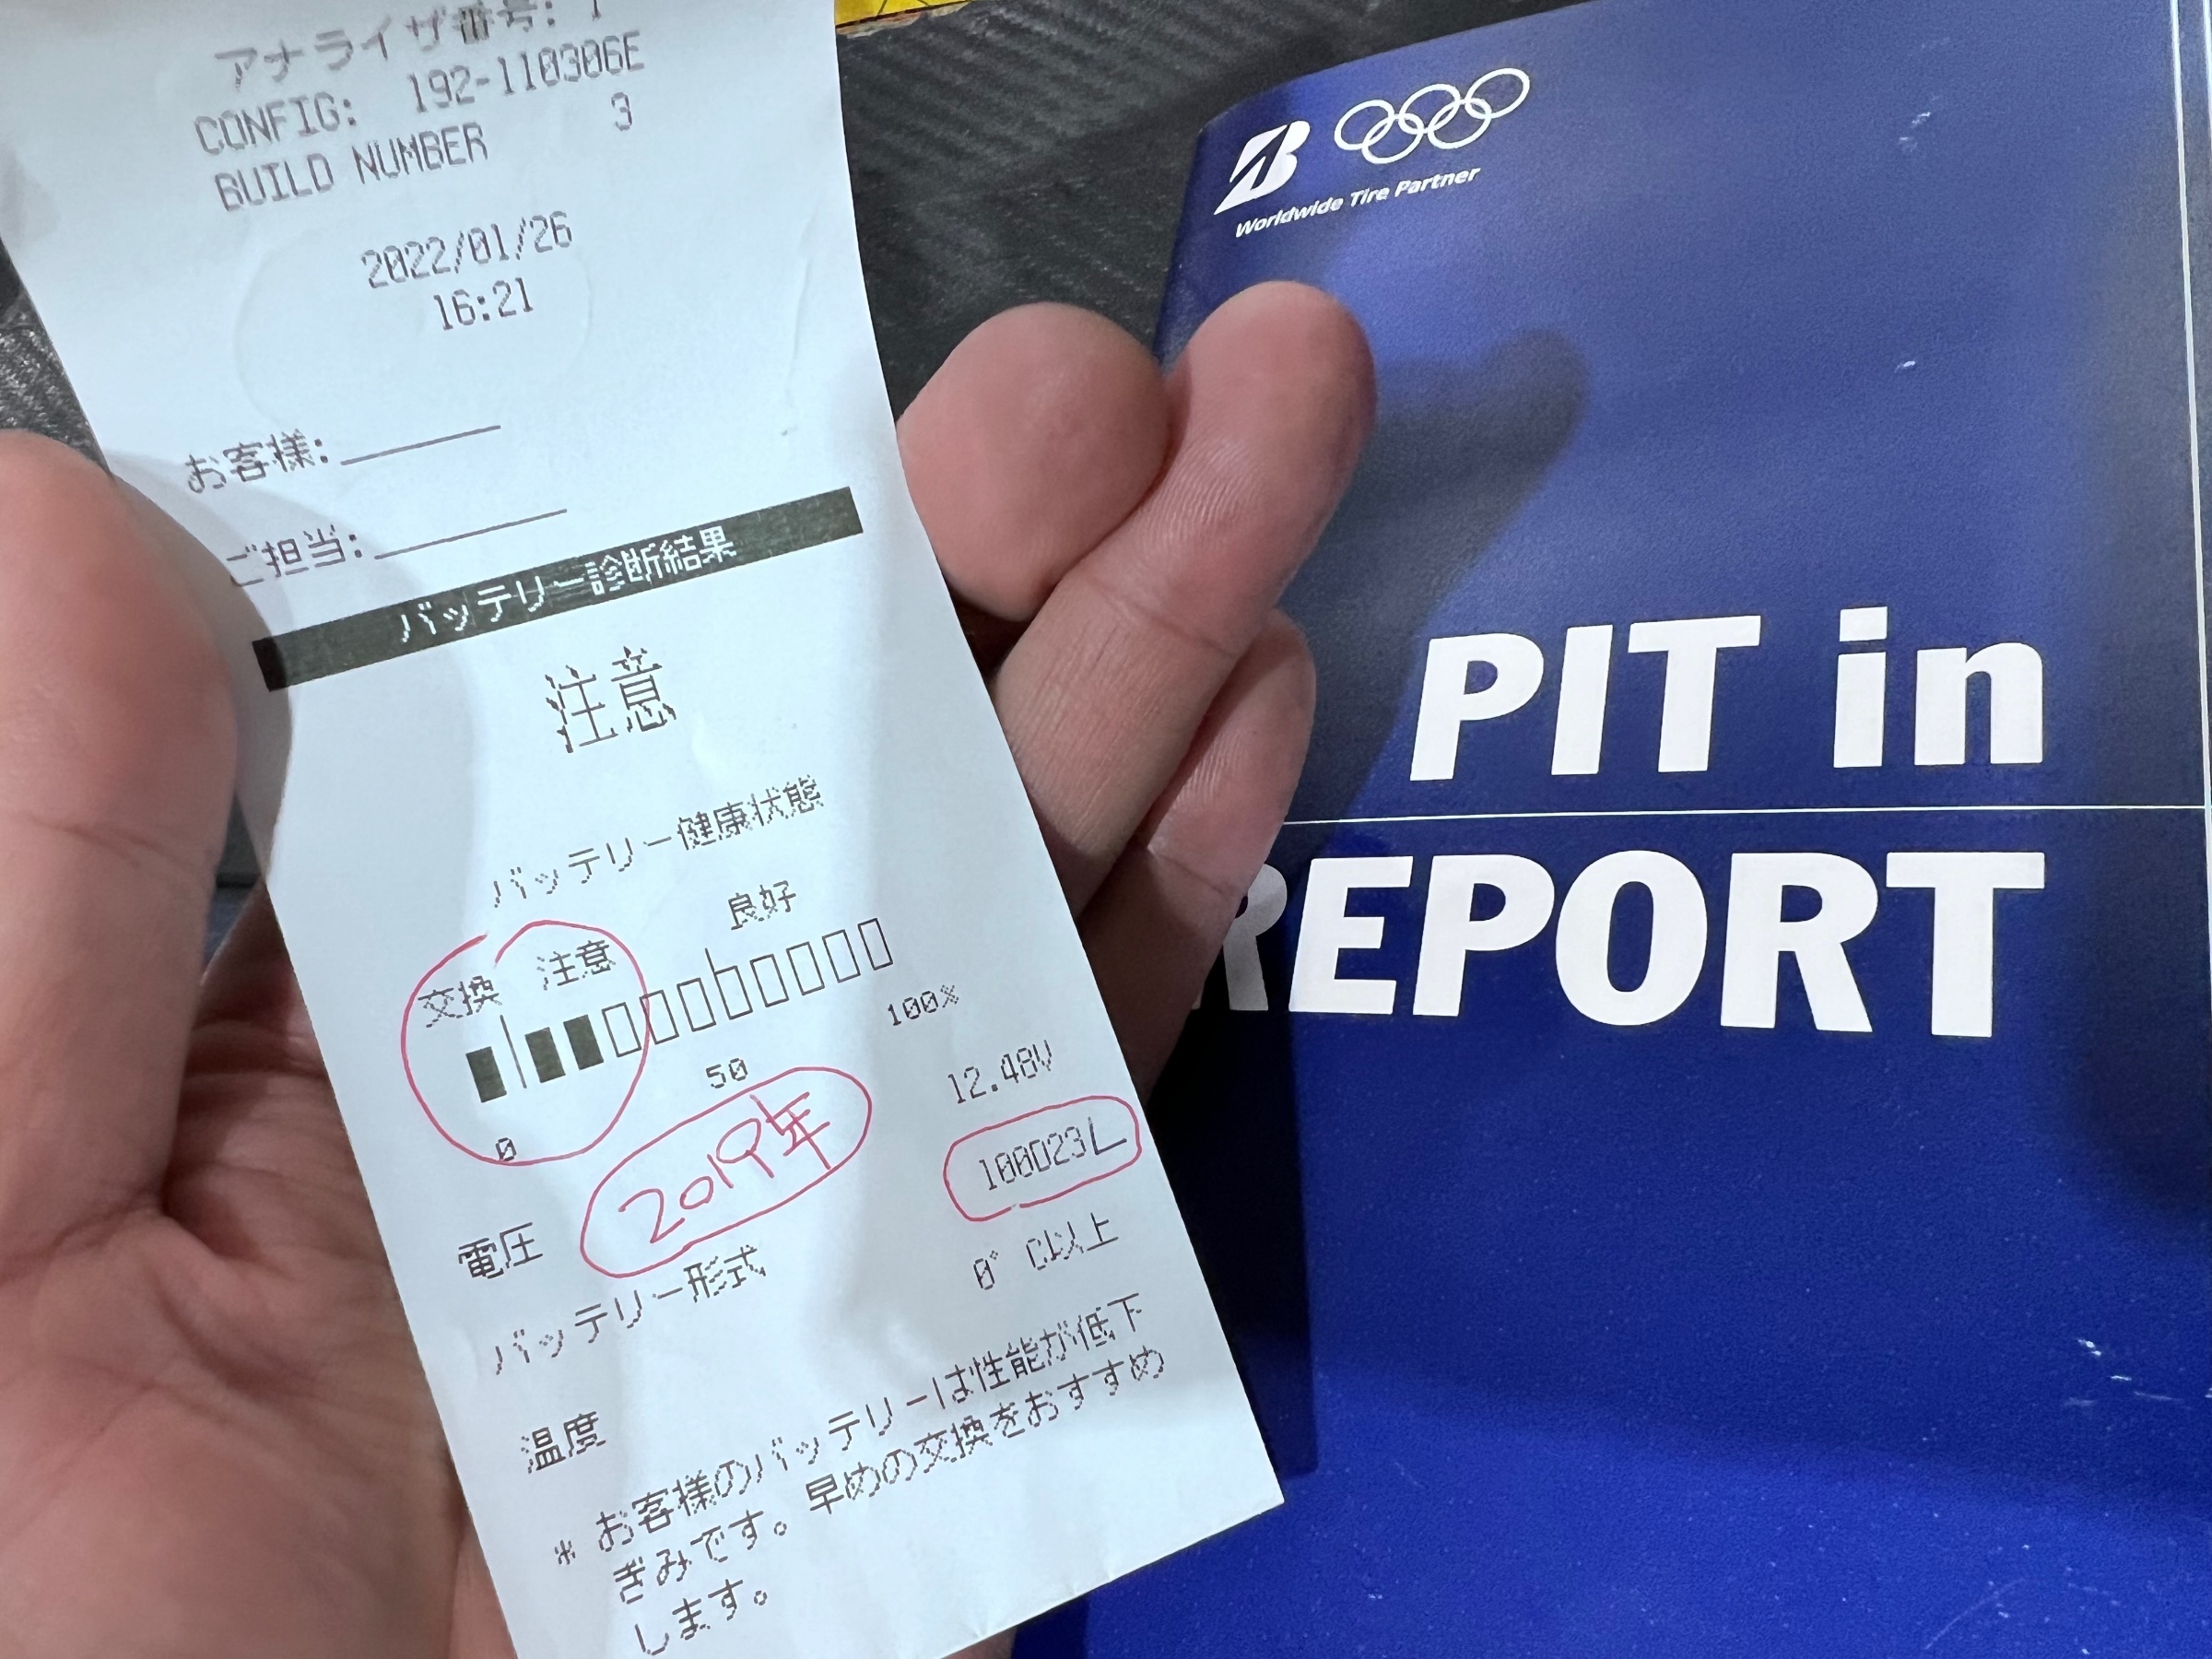 アナライザ番号: 1
CONFIG: 192-110306E
BUILD NUMBER 3
2022/01/26
16:21
お客様:
ご担当:
バッテリー診断結果
注意
バッテリー健康状態
良好
交換 注意
0 50 100%
2019年
電圧 12.48V
バッテリー形式 100D23L
温度 0° C以上
* お客様のバッテリーは性能が低下
ぎみです。早めの交換をおすすめ
します。
B
Worldwide Tire Partner
PIT in
REPORT